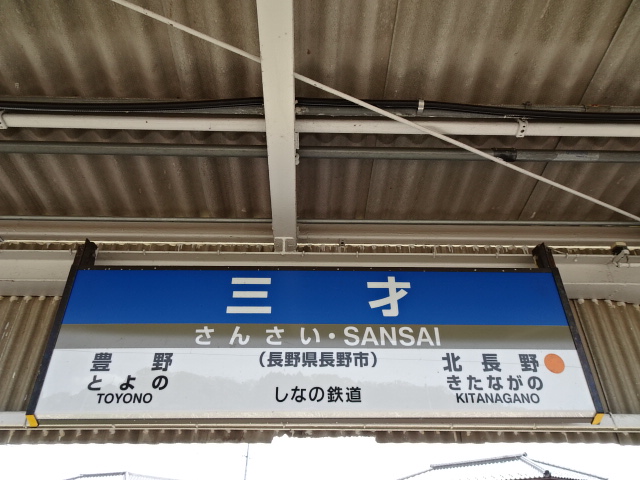 三才
さんさい・SANSAI
(長野県長野市)
豊野
とよの
TOYONO
北長野
きたながの
KITANAGANO
しなの鉄道